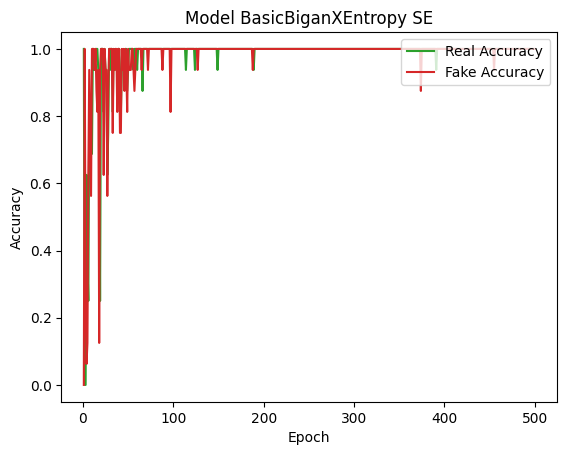 Model BasicBiganXEntropy SE
Real Accuracy
Fake Accuracy
Accuracy
1.0
0.8
0.6
0.4
0.2
0.0
0 100 200 300 400 500
Epoch